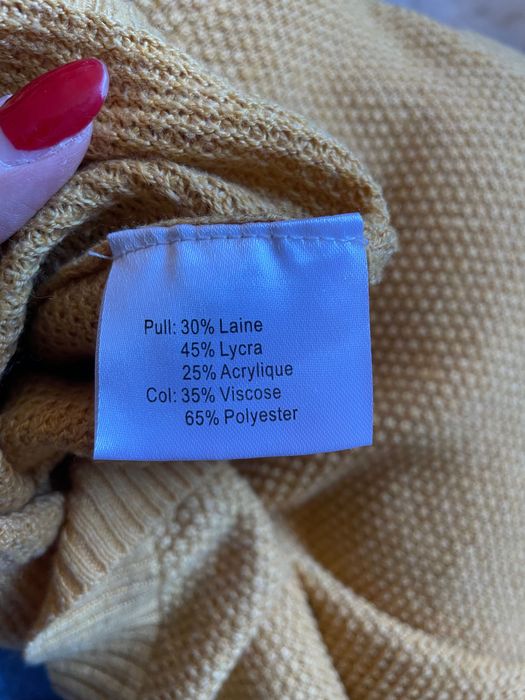 Pull: 30% Laine
45% Lycra
25% Acrylique
Col: 35% Viscose
65% Polyester